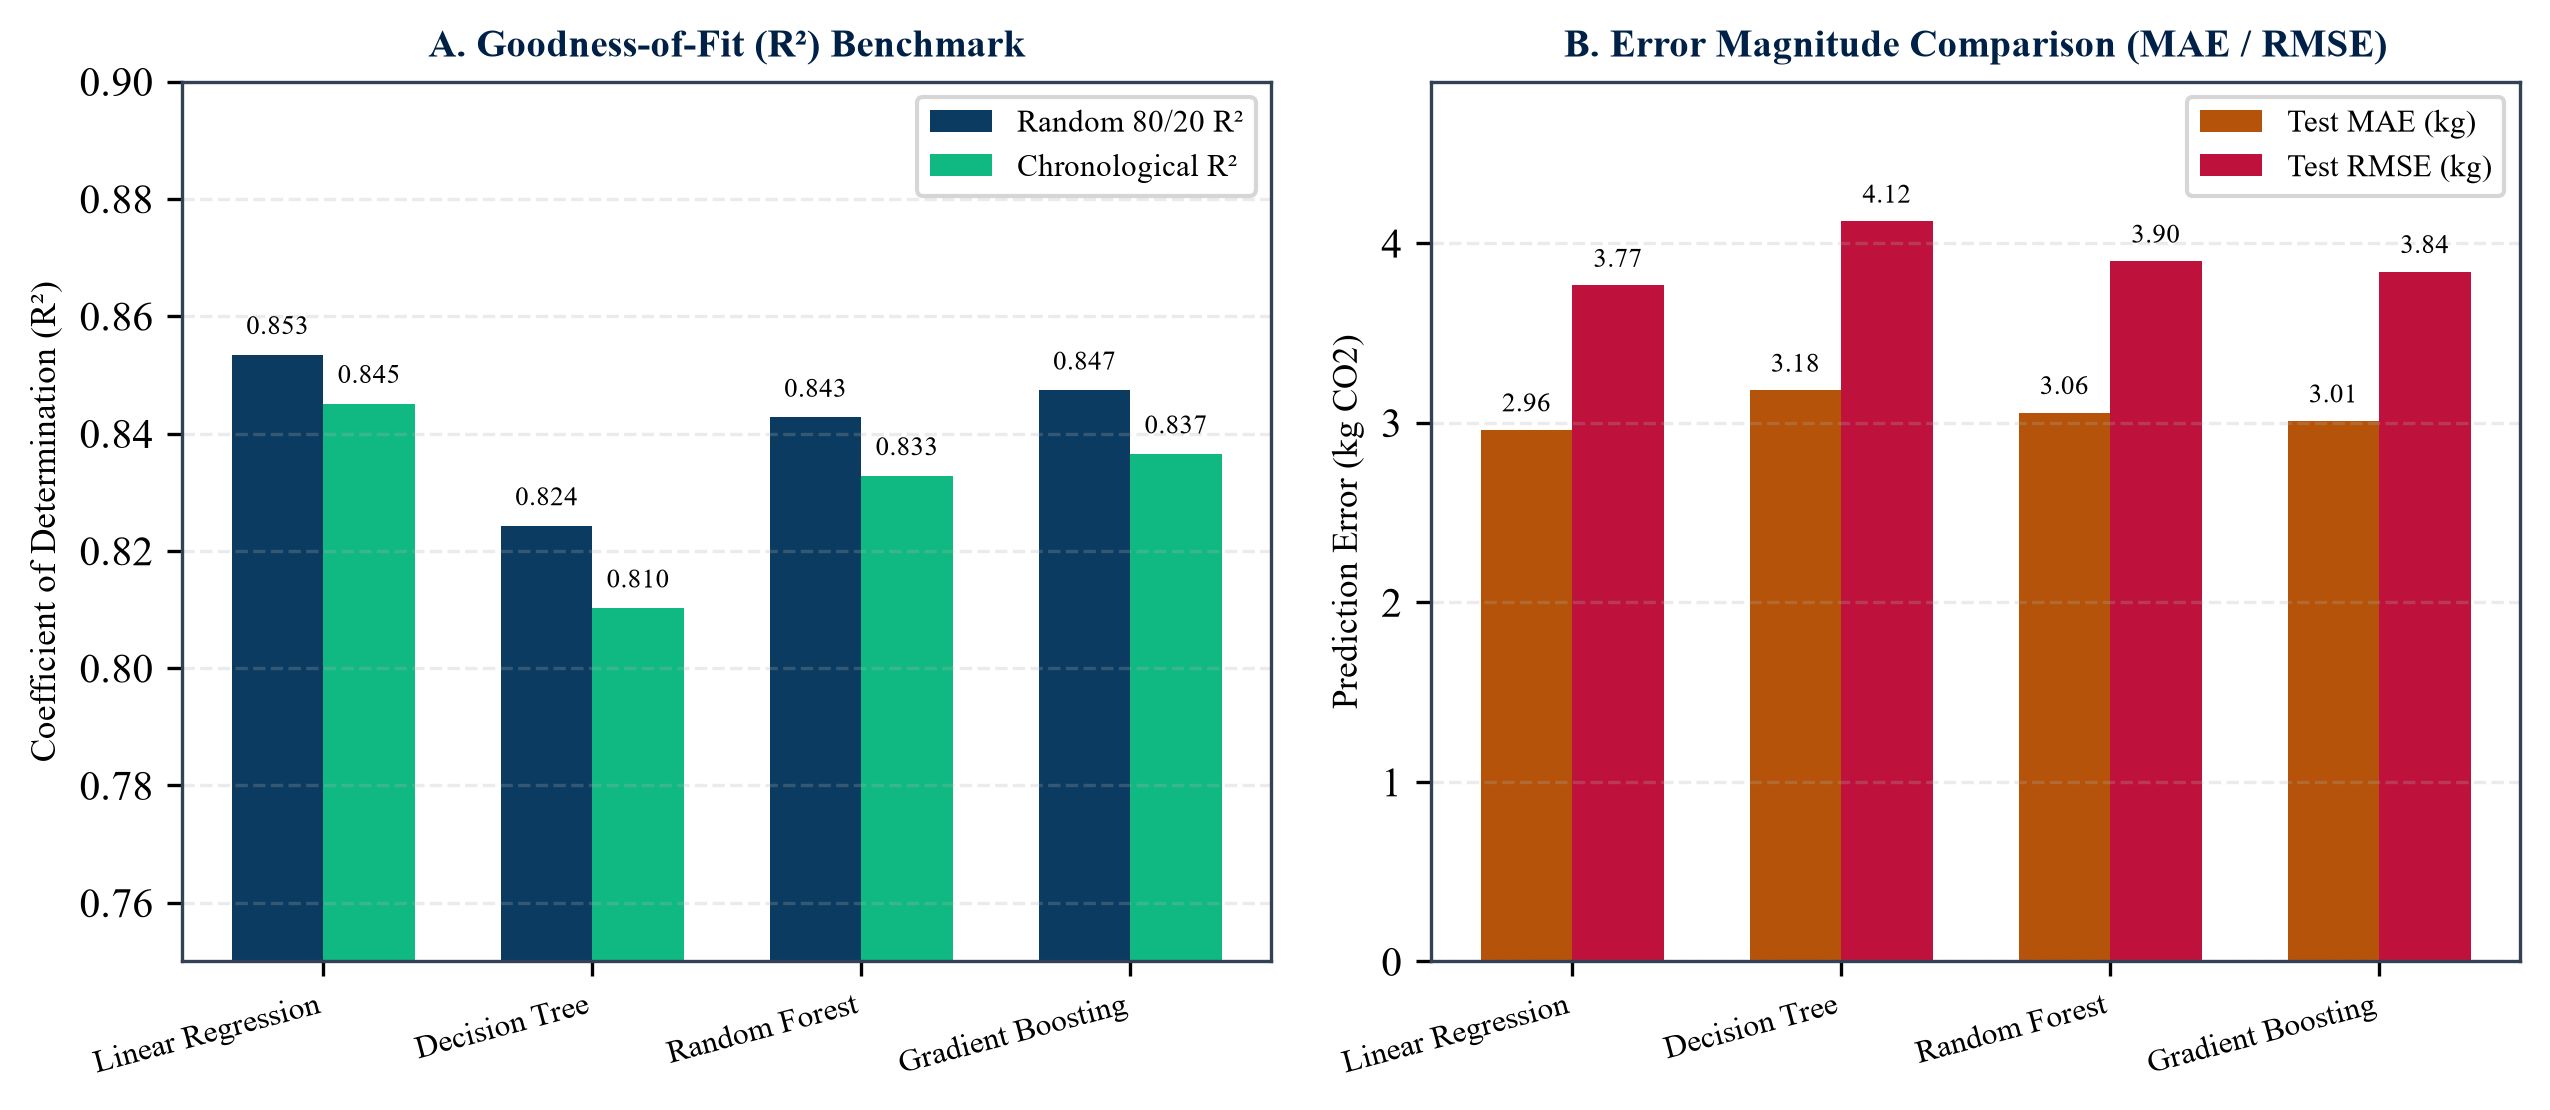 A. Goodness-of-Fit (R²) Benchmark
Coefficient of Determination (R²)
0.90
0.88
0.86
0.84
0.82
0.80
0.78
0.76
Random 80/20 R²
Chronological R²
0.853
0.845
0.824
0.810
0.843
0.833
0.847
0.837
Linear Regression
Decision Tree
Random Forest
Gradient Boosting
B. Error Magnitude Comparison (MAE / RMSE)
Prediction Error (kg CO2)
4
3
2
1
0
Test MAE (kg)
Test RMSE (kg)
2.96
3.77
3.18
4.12
3.06
3.90
3.01
3.84
Linear Regression
Decision Tree
Random Forest
Gradient Boosting